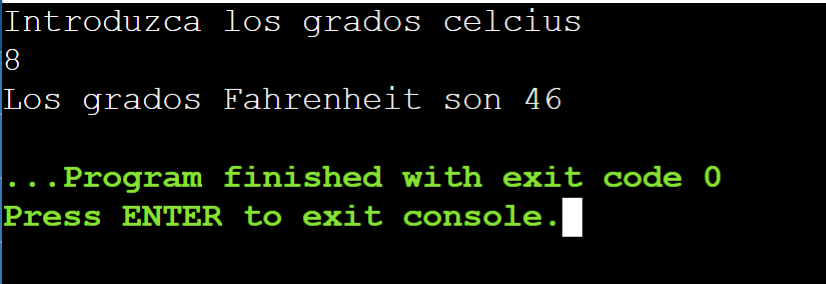 Introduzca los grados celcius
8
Los grados Fahrenheit son 46
...Program finished with exit code 0
Press ENTER to exit console.